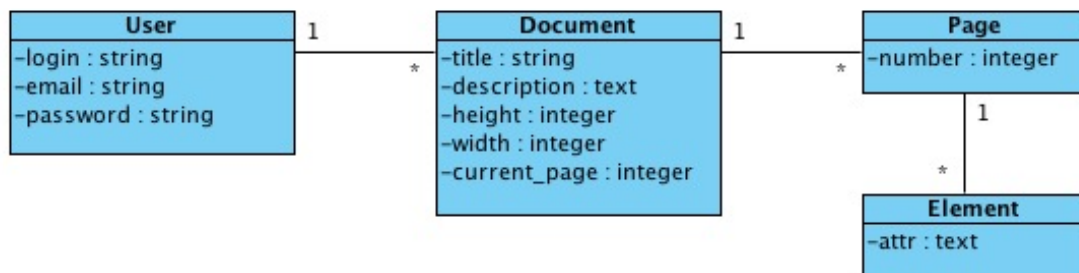 User
-login : string
-email : string
-password : string
1
*
Document
-title : string
-description : text
-height : integer
-width : integer
-current_page : integer
1
*
Page
-number : integer
1
*
Element
-attr : text